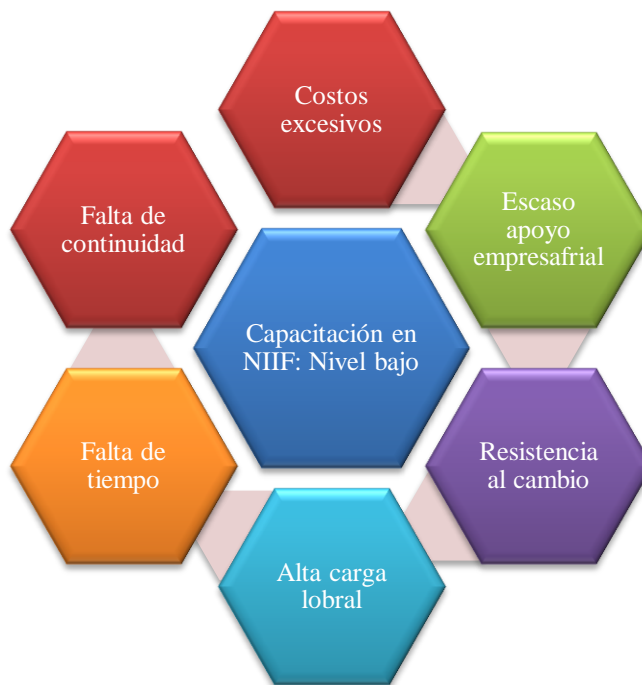 Costos
excesivos
Escaso
apoyo
empresafrial
Resistencia
al cambio
Alta carga
lobral
Falta de
tiempo
Falta de
continuidad
Capacitación en
NIIF: Nivel bajo